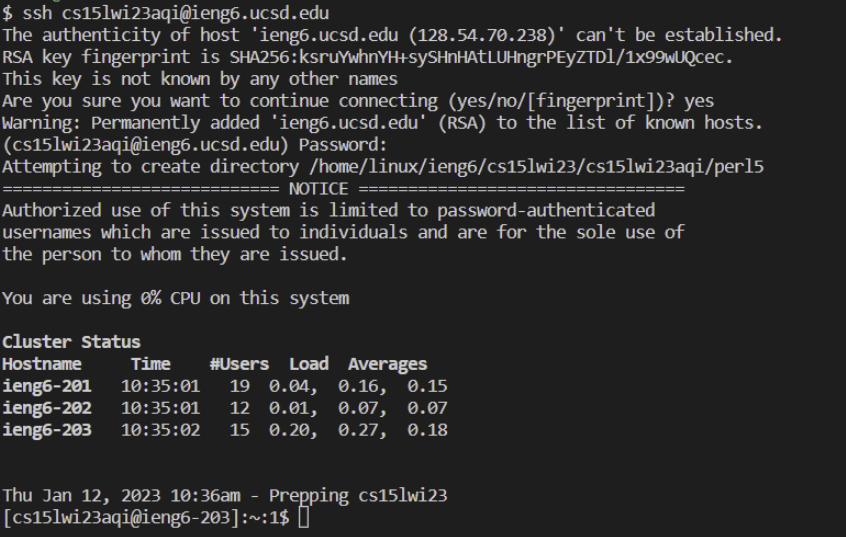 $ ssh cs15lwi23aqi@ieng6.ucsd.edu
The authenticity of host 'ieng6.ucsd.edu (128.54.70.238)' can't be established.
RSA key fingerprint is SHA256:ksruYwhnYH+sySHnHAtLUHngrPEyZTDl/1x99wUQcec.
This key is not known by any other names
Are you sure you want to continue connecting (yes/no/[fingerprint])? yes
Warning: Permanently added 'ieng6.ucsd.edu' (RSA) to the list of known hosts.
(cs15lwi23aqi@ieng6.ucsd.edu) Password:
Attempting to create directory /home/linux/ieng6/cs15lwi23/cs15lwi23aqi/perl5
============================ NOTICE =================================
Authorized use of this system is limited to password-authenticated
usernames which are issued to individuals and are for the sole use of
the person to whom they are issued.
You are using 0% CPU on this system
Cluster Status
Hostname     Time    #Users  Load  Averages
ieng6-201   10:35:01   19  0.04,  0.16,  0.15
ieng6-202   10:35:01   12  0.01,  0.07,  0.07
ieng6-203   10:35:02   15  0.20,  0.27,  0.18
Thu Jan 12, 2023 10:36am - Prepping cs15lwi23
[cs15lwi23aqi@ieng6-203]:~:1$